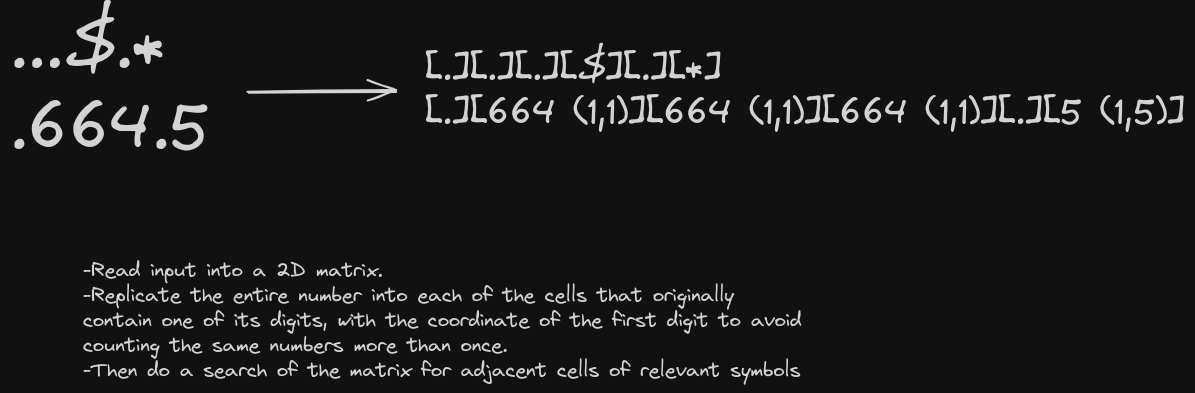 ...$.*
[.][.][.][$][.][*]
.664.5
[.][664 (1,1)][664 (1,1)][664 (1,1)][.][5 (1,5)]
-Read input into a 2D matrix.
-Replicate the entire number into each of the cells that originally
contain one of its digits, with the coordinate of the first digit to avoid
counting the same numbers more than once.
-Then do a search of the matrix for adjacent cells of relevant symbols